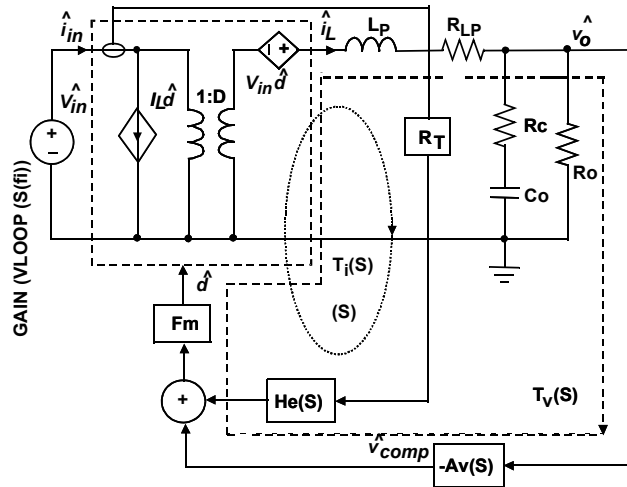 î_in
î_L
L_P
R_LP
v̂_o
V̂_in
I_L d̂
1:D
V_in d̂
R_T
Rc
Ro
Co
+
−
+
GAIN (VLOOP (S(fi))
T_i(S)
(S)
d̂
Fm
+
He(S)
T_V(S)
v̂_comp
-Av(S)